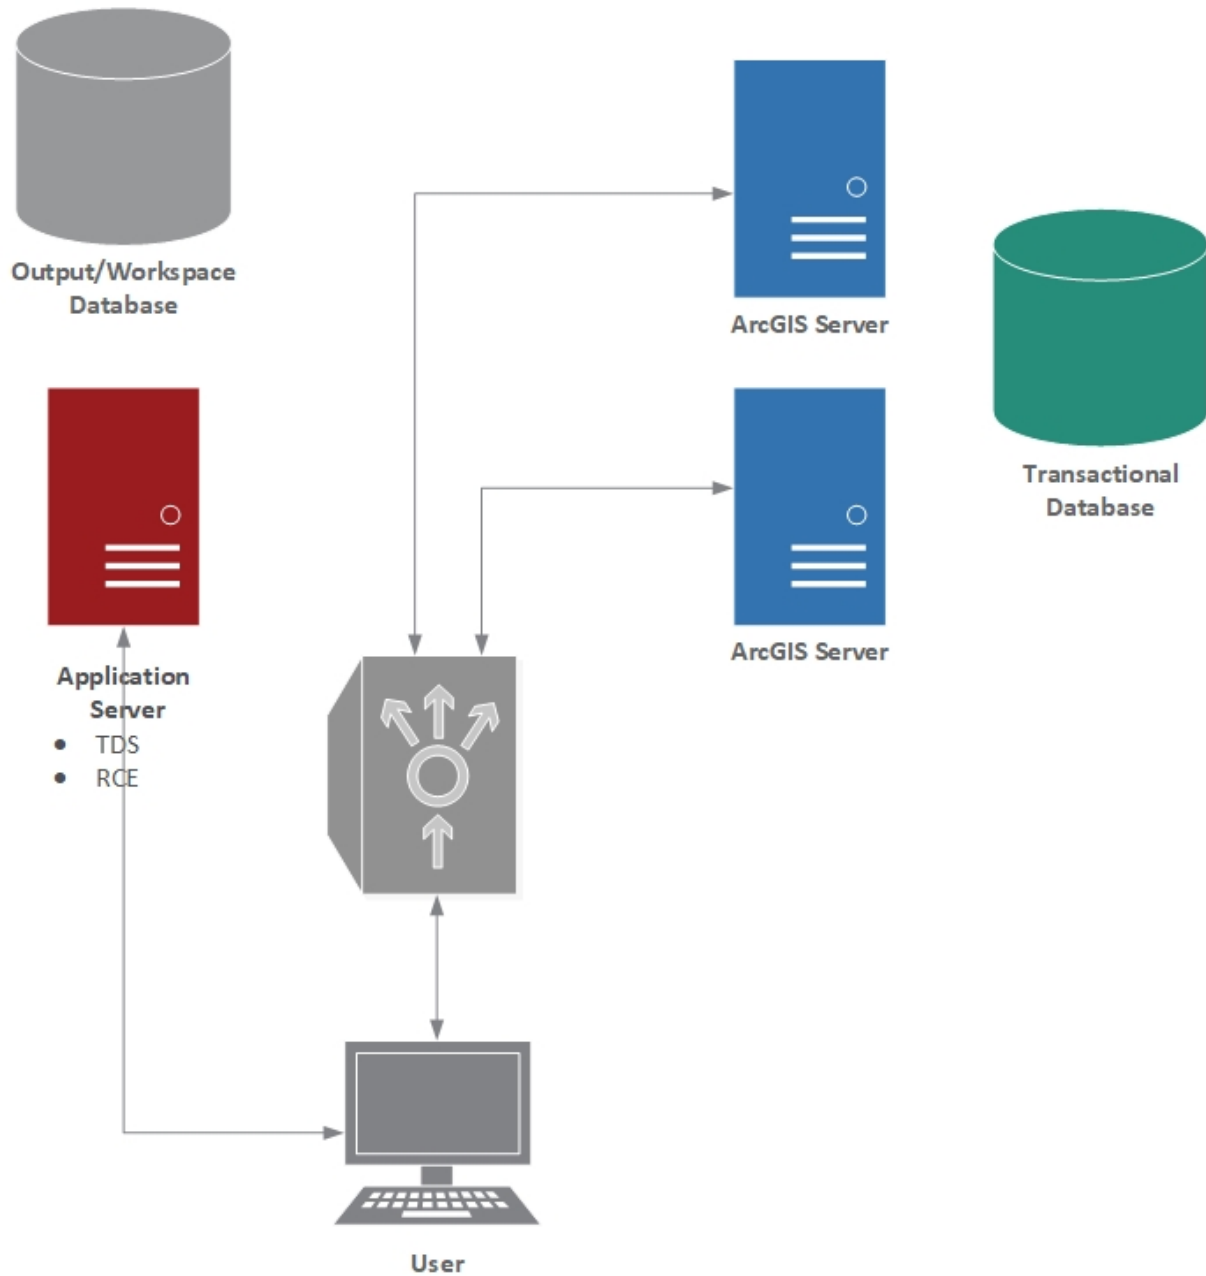 Output/Workspace
Database
ArcGIS Server
Transactional
Database
ArcGIS Server
Application
Server
• TDS
• RCE
User